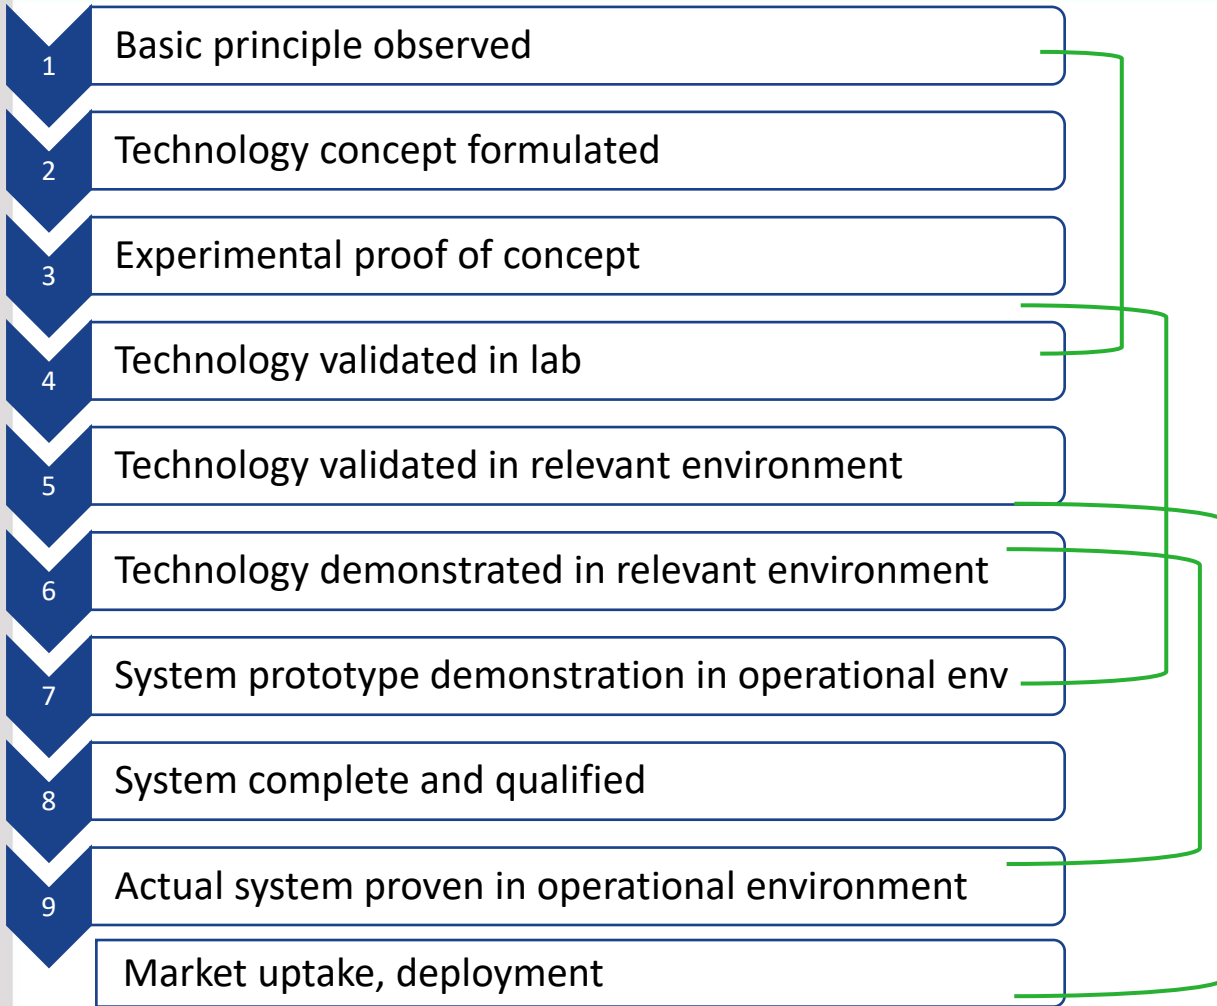 1
Basic principle observed
2
Technology concept formulated
3
Experimental proof of concept
4
Technology validated in lab
5
Technology validated in relevant environment
6
Technology demonstrated in relevant environment
7
System prototype demonstration in operational env
8
System complete and qualified
9
Actual system proven in operational environment
Market uptake, deployment